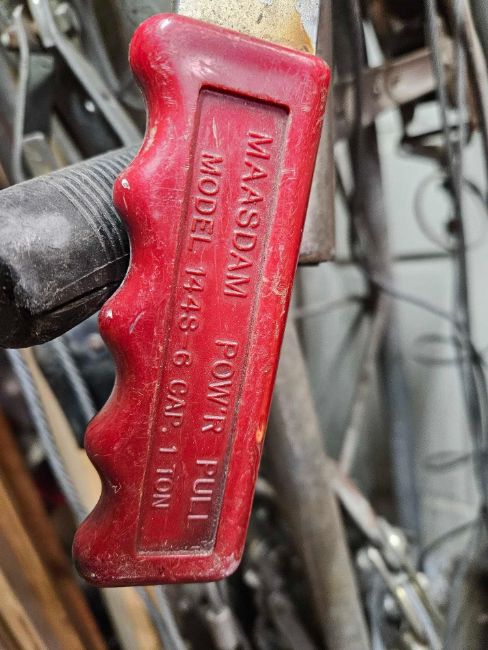 MAASDAM POW'R PULL
MODEL 144S-6 CAP. 1 TON